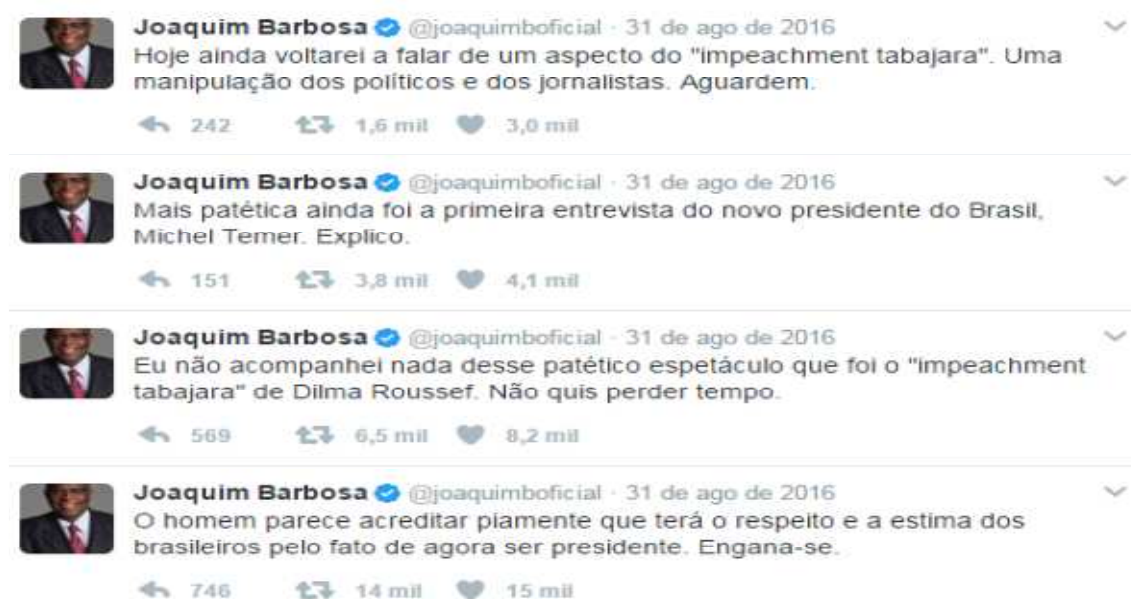 Joaquim Barbosa @joaquimboficial · 31 de ago de 2016
Hoje ainda voltarei a falar de um aspecto do "impeachment tabajara". Uma
manipulação dos políticos e dos jornalistas. Aguardem.
242 1,6 mil 3,0 mil
Joaquim Barbosa @joaquimboficial · 31 de ago de 2016
Mais patética ainda foi a primeira entrevista do novo presidente do Brasil,
Michel Temer. Explico.
151 3,8 mil 4,1 mil
Joaquim Barbosa @joaquimboficial · 31 de ago de 2016
Eu não acompanhei nada desse patético espetáculo que foi o "impeachment
tabajara" de Dilma Roussef. Não quis perder tempo.
569 6,5 mil 8,2 mil
Joaquim Barbosa @joaquimboficial · 31 de ago de 2016
O homem parece acreditar piamente que terá o respeito e a estima dos
brasileiros pelo fato de agora ser presidente. Engana-se.
746 14 mil 15 mil